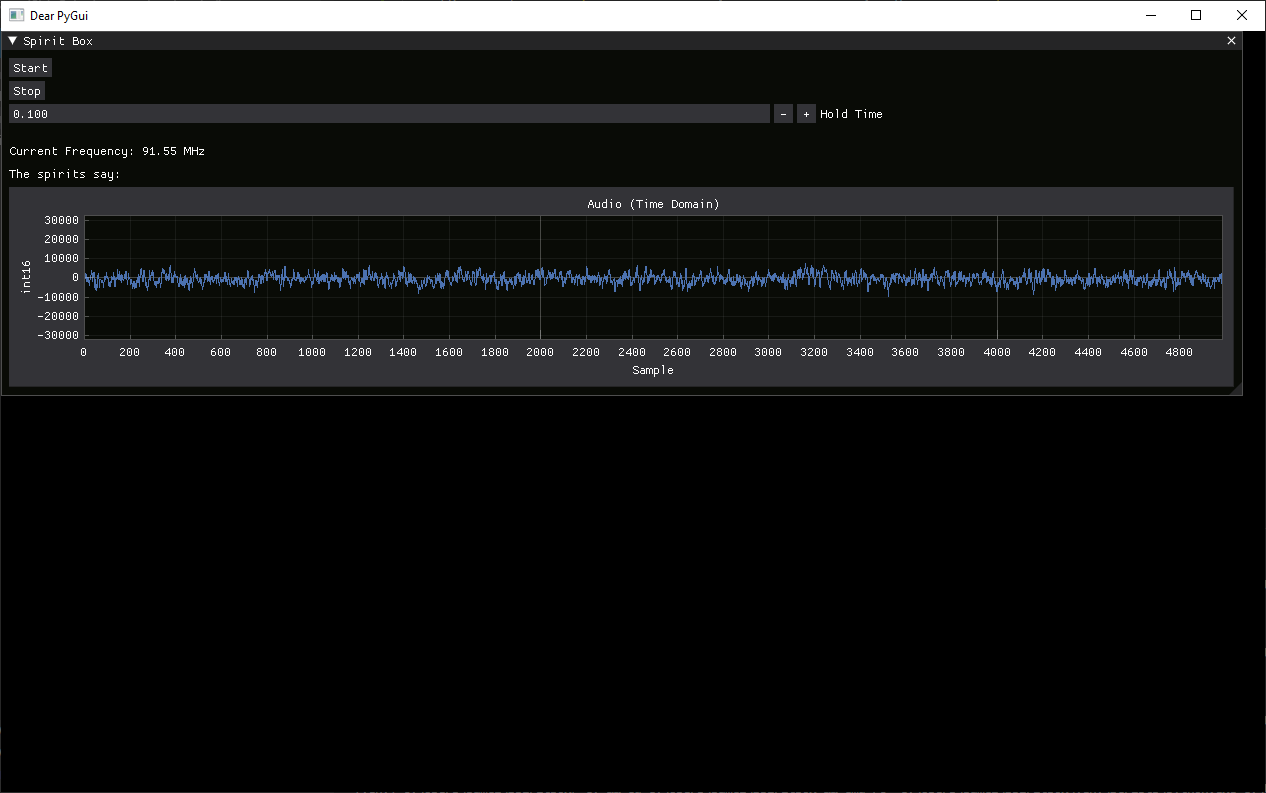 Dear PyGui
Spirit Box
Start
Stop
0.100 - + Hold Time
Current Frequency: 91.55 MHz
The spirits say:
Audio (Time Domain)
30000
20000
10000
0
-10000
-20000
-30000
int16
0 200 400 600 800 1000 1200 1400 1600 1800 2000 2200 2400 2600 2800 3000 3200 3400 3600 3800 4000 4200 4400 4600 4800
Sample